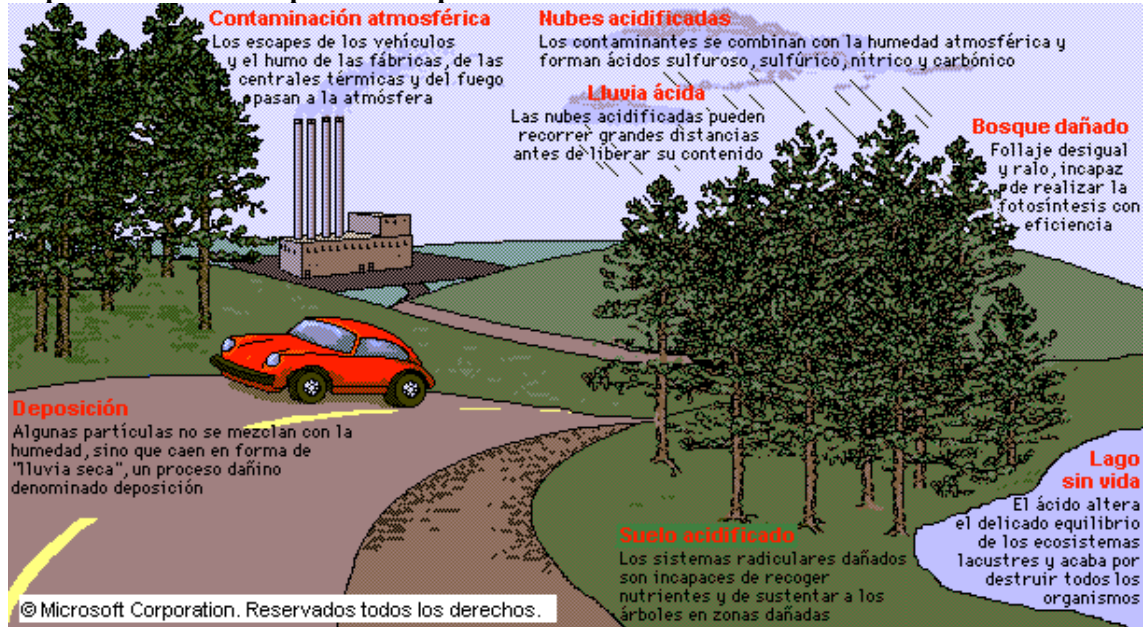 Contaminación atmosférica
Los escapes de los vehículos
y el humo de las fábricas, de las
centrales térmicas y del fuego
pasan a la atmósfera
Nubes acidificadas
Los contaminantes se combinan con la humedad atmosférica y
forman ácidos sulfuroso, sulfúrico, nítrico y carbónico
Lluvia ácida
Las nubes acidificadas pueden
recorrer grandes distancias
antes de liberar su contenido
Bosque dañado
Follaje desigual
y ralo, incapaz
de realizar la
fotosíntesis con
eficiencia
Deposición
Algunas partículas no se mezclan con la
humedad, sino que caen en forma de
"lluvia seca", un proceso dañino
denominado deposición
Lago
sin vida
El ácido altera
el delicado equilibrio
de los ecosistemas
lacustres y acaba por
destruir todos los
organismos
Suelo acidificado
Los sistemas radiculares dañados
son incapaces de recoger
nutrientes y de sustentar a los
árboles en zonas dañadas
© Microsoft Corporation. Reservados todos los derechos.